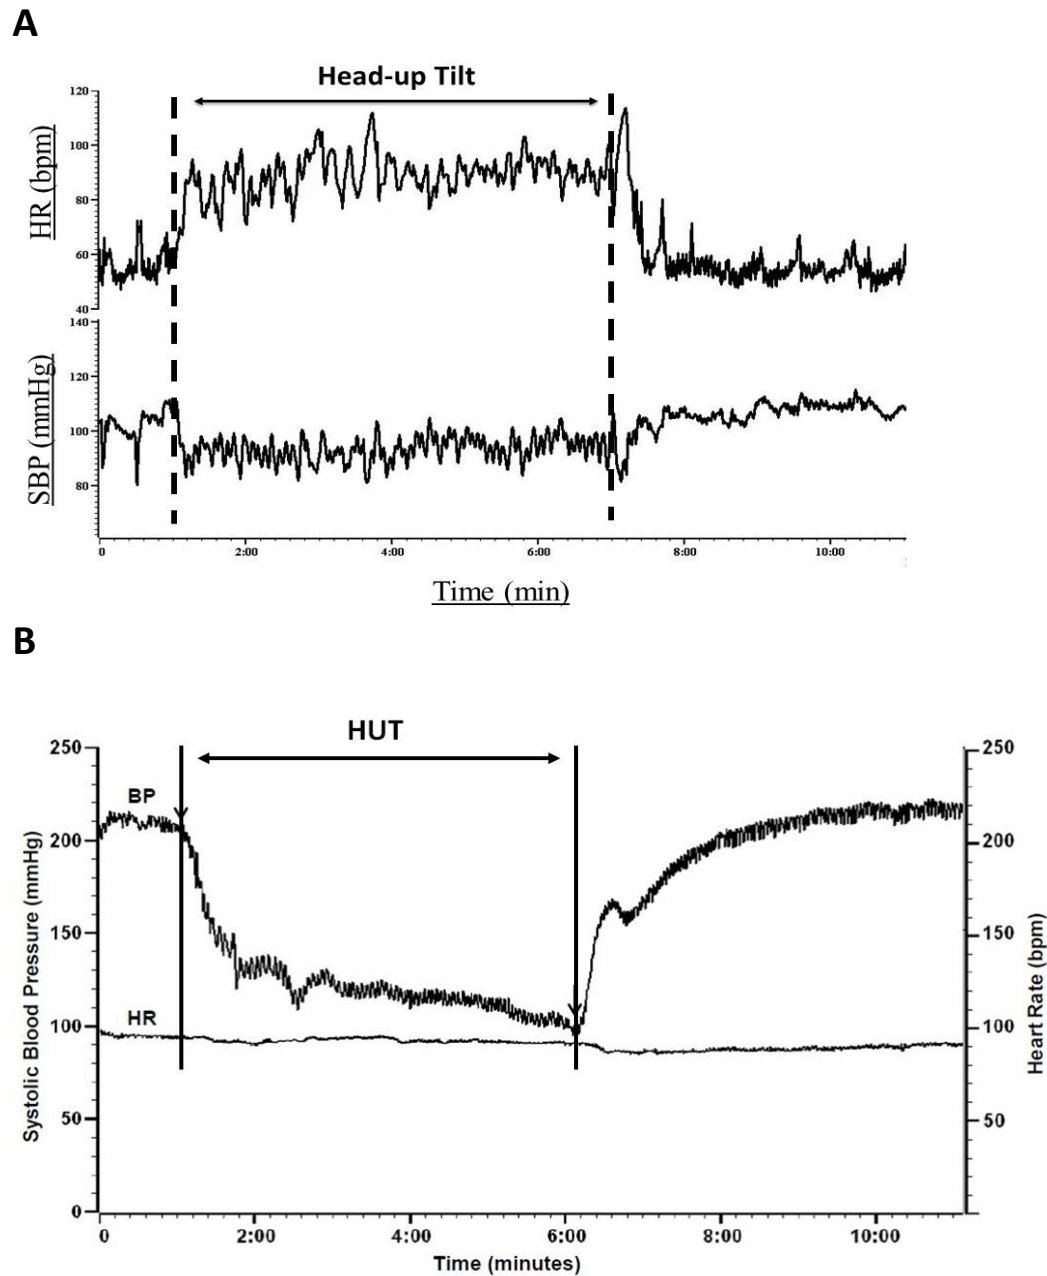 A
Head-up Tilt
HR (bpm)
120
100
80
60
40
SBP (mmHg)
140
120
100
80
0 2:00 4:00 6:00 8:00 10:00
Time (min)
B
HUT
BP
HR
Systolic Blood Pressure (mmHg)
250
200
150
100
50
0
Heart Rate (bpm)
250
200
150
100
50
0:00 2:00 4:00 6:00 8:00 10:00
Time (minutes)